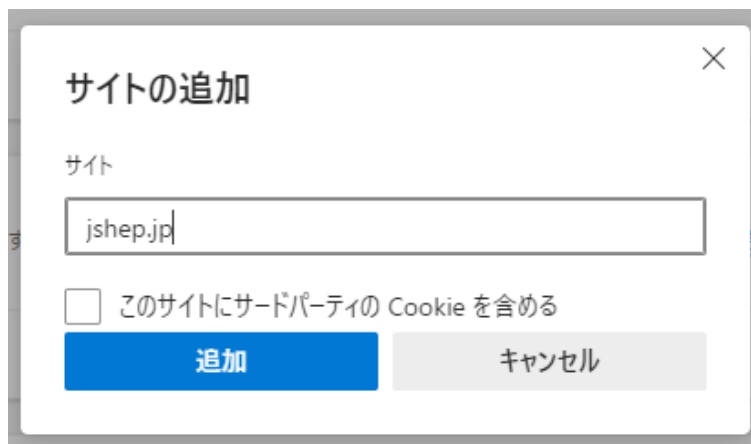 サイトの追加
サイト
jshep.jp
このサイトにサードパーティの Cookie を含める
追加
キャンセル